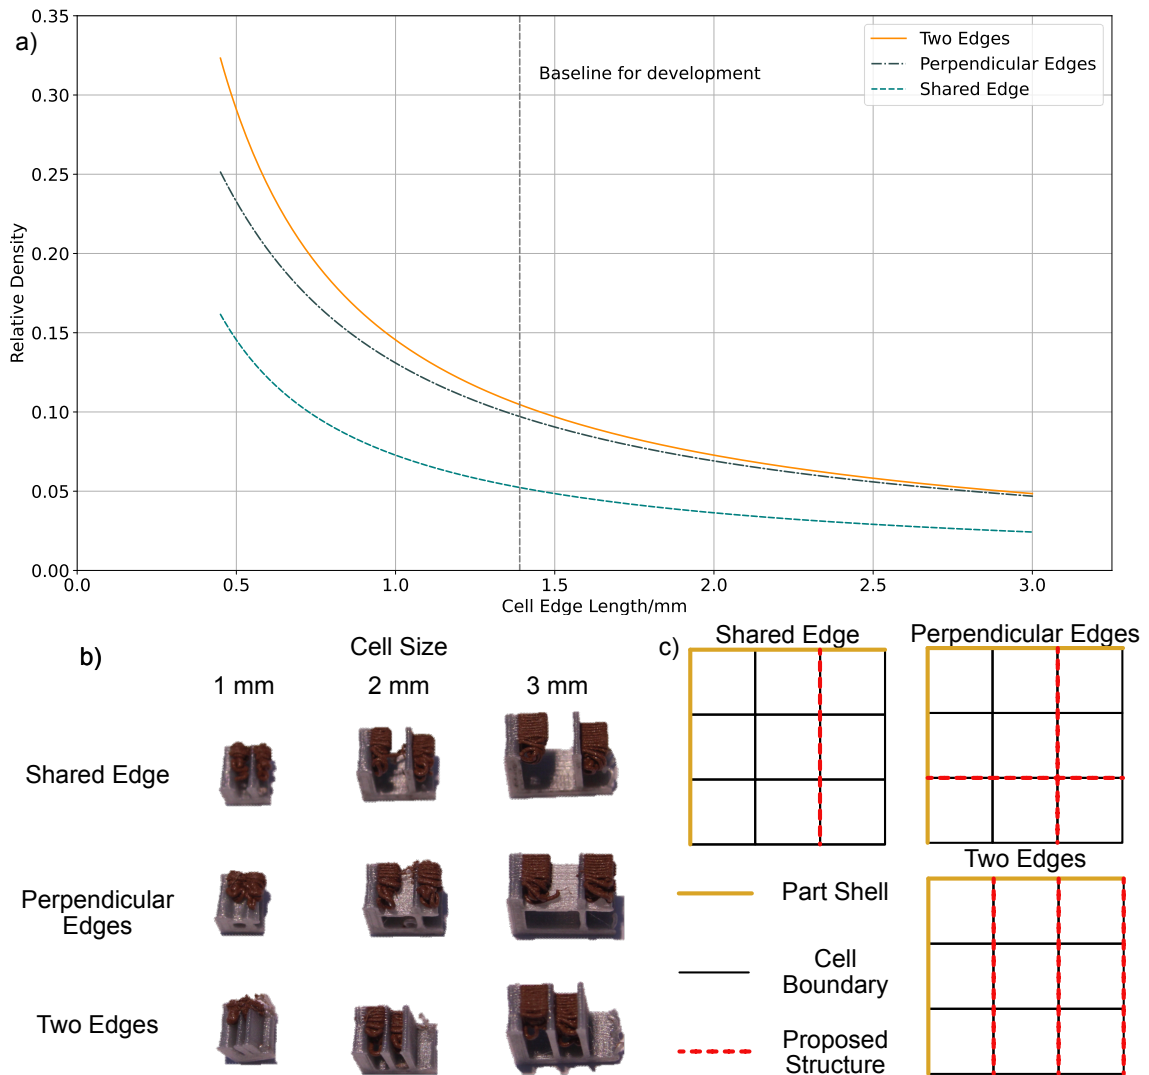 a)
0.35
0.30
0.25
0.20
0.15
0.10
0.05
0.00
Relative Density
Two Edges
Perpendicular Edges
Shared Edge
Baseline for development
0.0 0.5 1.0 1.5 2.0 2.5 3.0
Cell Edge Length/mm
b)
Cell Size
1 mm 2 mm 3 mm
Shared Edge
Perpendicular
Edges
Two Edges
c)
Shared Edge
Perpendicular Edges
Two Edges
Part Shell
Cell
Boundary
Proposed
Structure